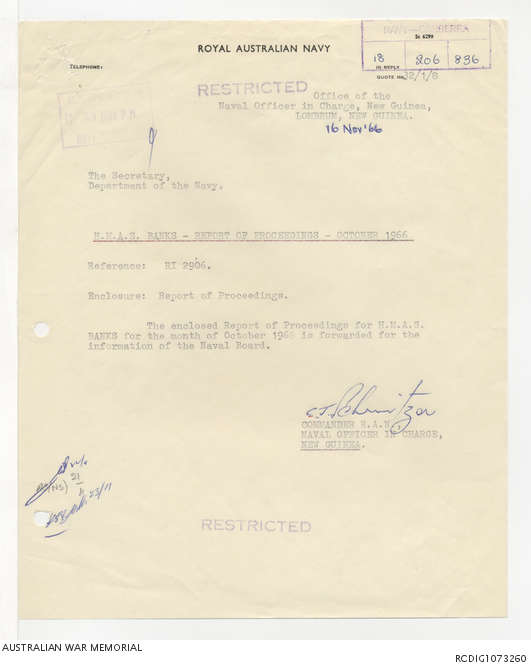 ROYAL AUSTRALIAN NAVY
TELEPHONE:
18 206 836
IN REPLY
QUOTE No. 32/1/8
RESTRICTED
Office of the
Naval Officer in Charge, New Guinea,
LOMBRUM, NEW GUINEA.
16 Nov '66
The Secretary,
Department of the Navy.
H.M.A.S. BANKS - REPORT OF PROCEEDINGS - OCTOBER 1966
Reference: RI 2906.
Enclosure: Report of Proceedings.
The enclosed Report of Proceedings for H.M.A.S.
BANKS for the month of October 1966 is forwarded for the
information of the Naval Board.
COMMANDER R.A.N.
NAVAL OFFICER IN CHARGE,
NEW GUINEA.
RESTRICTED
AUSTRALIAN WAR MEMORIAL
RCDIG1073260